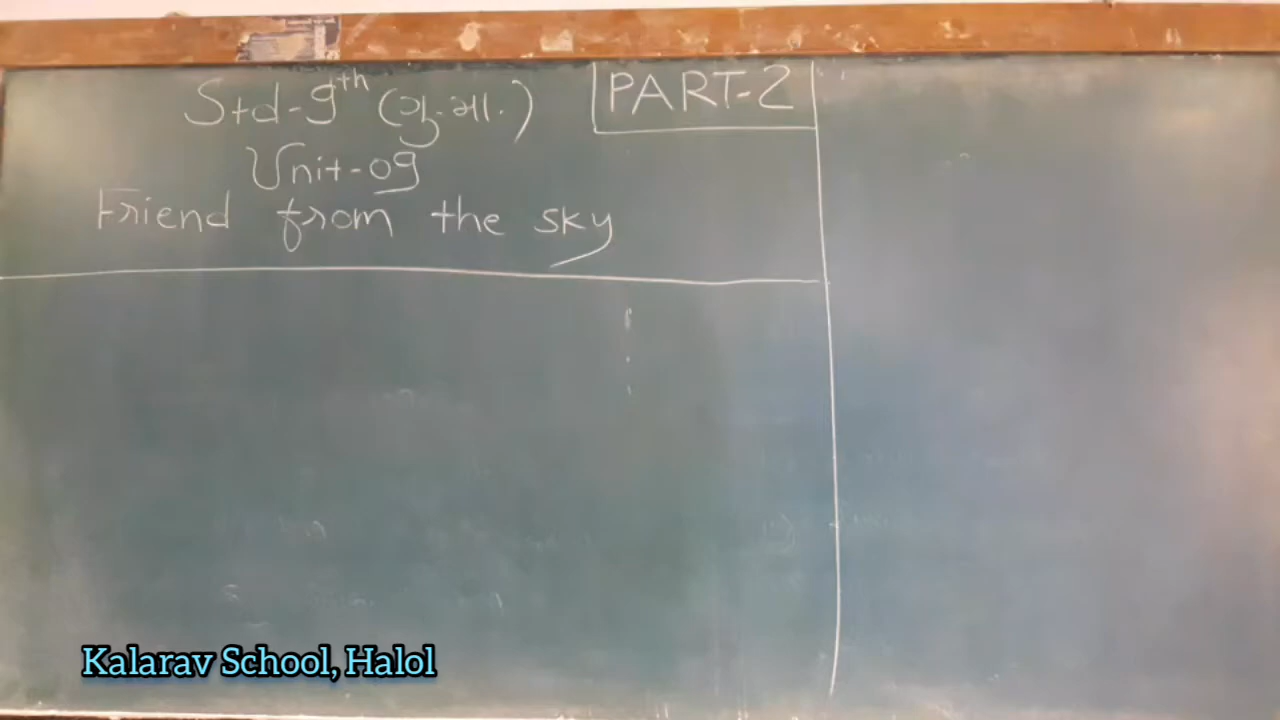 Std-9th (ગુ.મા.)
PART-2
Unit-09
Friend from the sky
Kalarav School, Halol